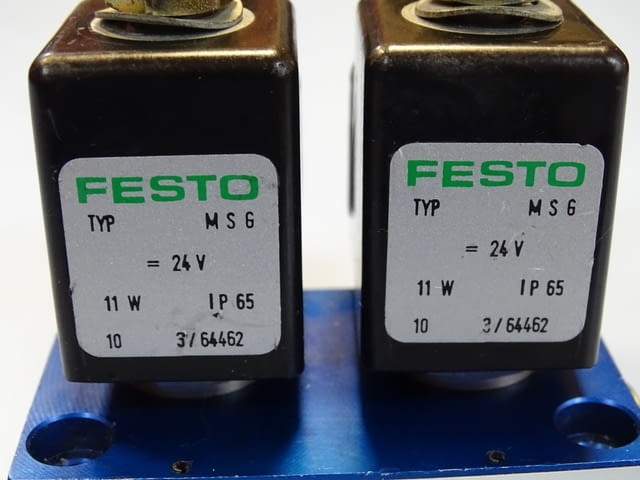 FESTO
TYP MSG
= 24 V
11 W IP 65
10 3/64462
FESTO
TYP MSG
= 24 V
11 W IP 65
10 3/64462